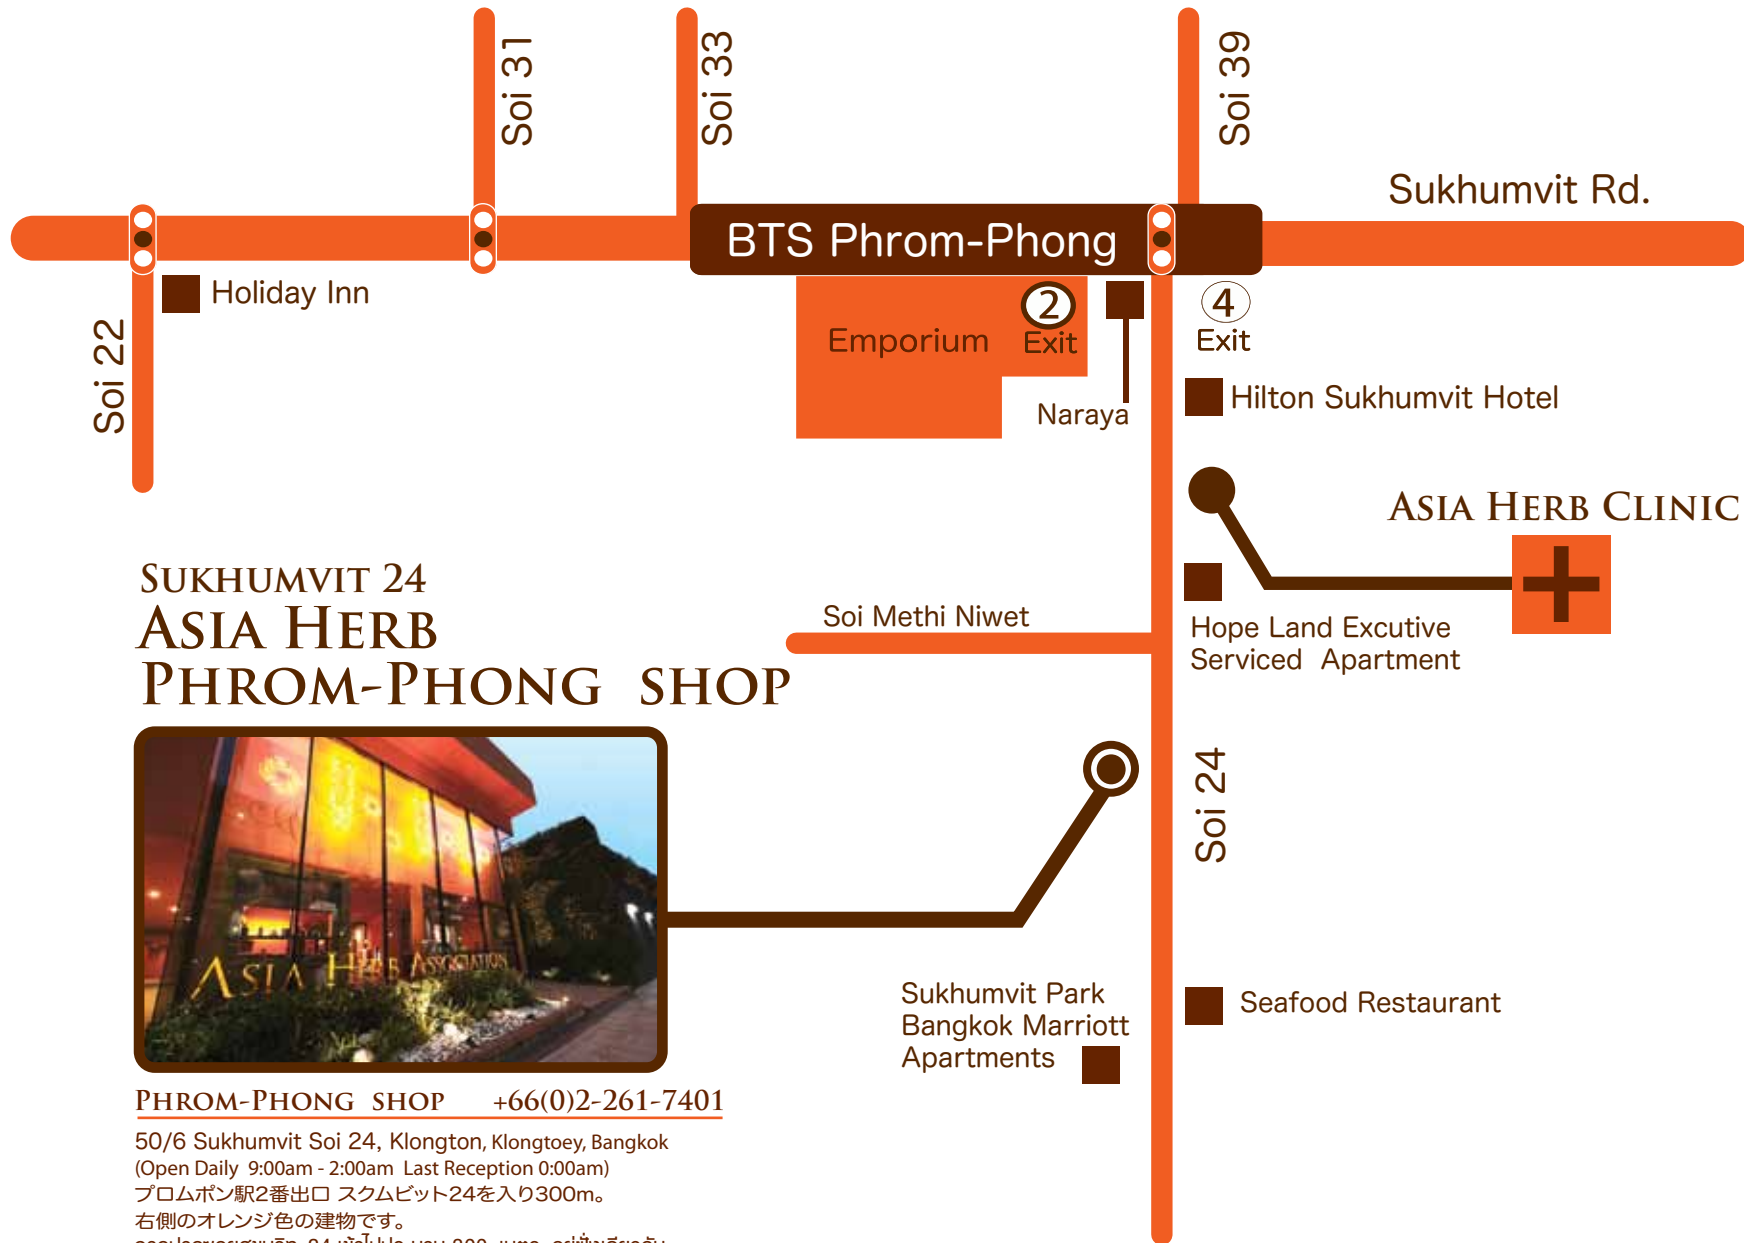 Soi 31
Soi 33
Soi 39
Sukhumvit Rd.
BTS Phrom-Phong
Holiday Inn
Soi 22
Emporium
2
Exit
4
Exit
Naraya
Hilton Sukhumvit Hotel
ASIA HERB CLINIC
SUKHUMVIT 24
ASIA HERB
PHROM-PHONG SHOP
Soi Methi Niwet
Hope Land Excutive
Serviced Apartment
Soi 24
ASIA HERB ASSOCIATION
Sukhumvit Park
Bangkok Marriott
Apartments
Seafood Restaurant
PHROM-PHONG SHOP +66(0)2-261-7401
50/6 Sukhumvit Soi 24, Klongton, Klongtoey, Bangkok
(Open Daily 9:00am - 2:00am Last Reception 0:00am)
プロムポン駅2番出口 スクムビット24を入り300m。
右側のオレンジ色の建物です。